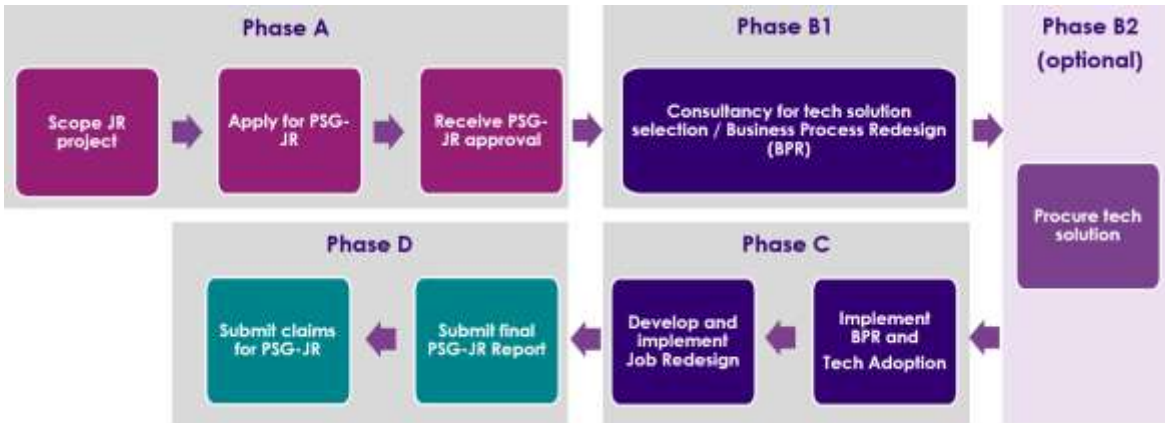 Phase A
Scope JR
project
Apply for PSG-
JR
Receive PSG-
JR approval
Phase B1
Consultancy for tech solution
selection / Business Process Redesign
(BPR)
Phase B2
(optional)
Procure tech
solution
Phase C
Implement
BPR and
Tech Adoption
Develop and
implement
Job Redesign
Phase D
Submit final
PSG-JR Report
Submit claims
for PSG-JR